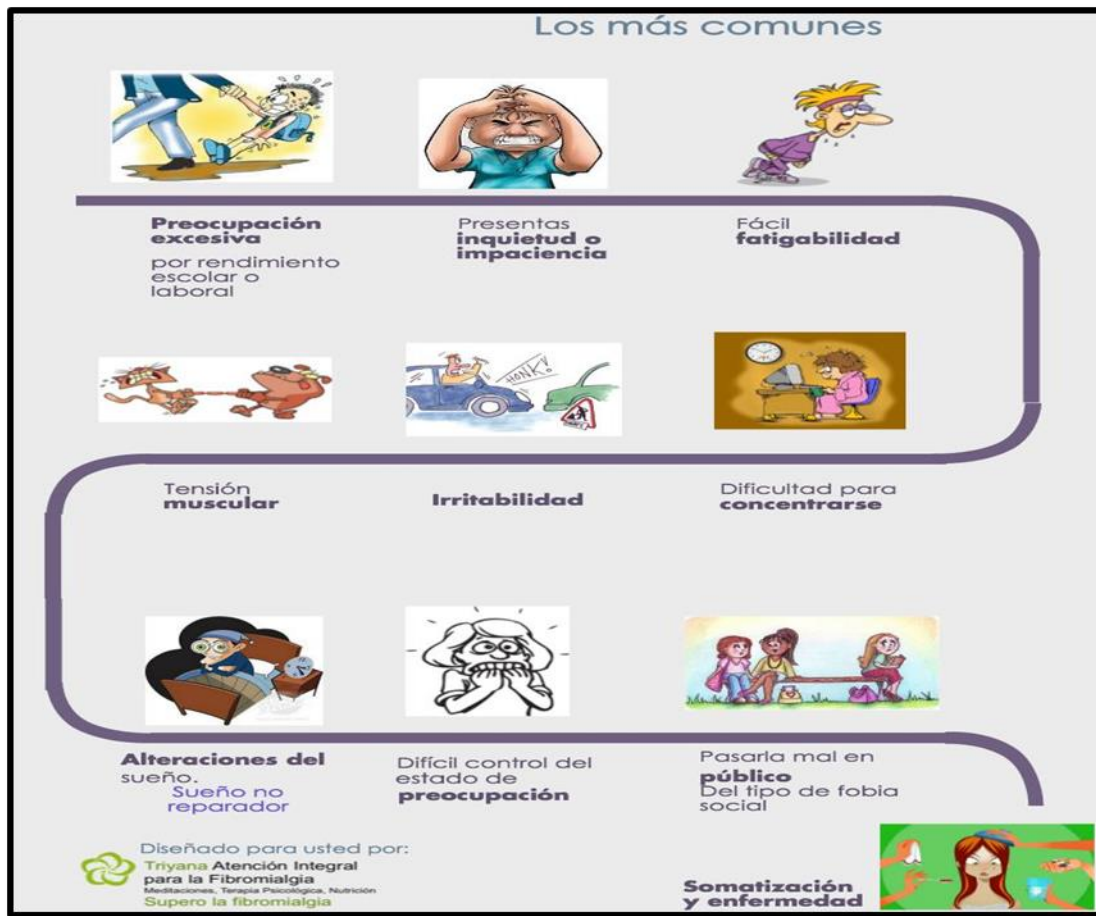 Los más comunes
Preocupación
excesiva
por rendimiento
escolar o
laboral
Presentas
inquietud o
impaciencia
Fácil
fatigabilidad
HONK!
Tensión
muscular
Irritabilidad
Dificultad para
concentrarse
Alteraciones del
sueño.
Sueño no
reparador
Difícil control del
estado de
preocupación
Pasarla mal en
público
Del tipo de fobia
social
Diseñado para usted por:
Triyana Atención Integral
para la Fibromialgia
Meditaciones, Terapia Psicológica, Nutrición
Supero la fibromialgia
Somatización
y enfermedad